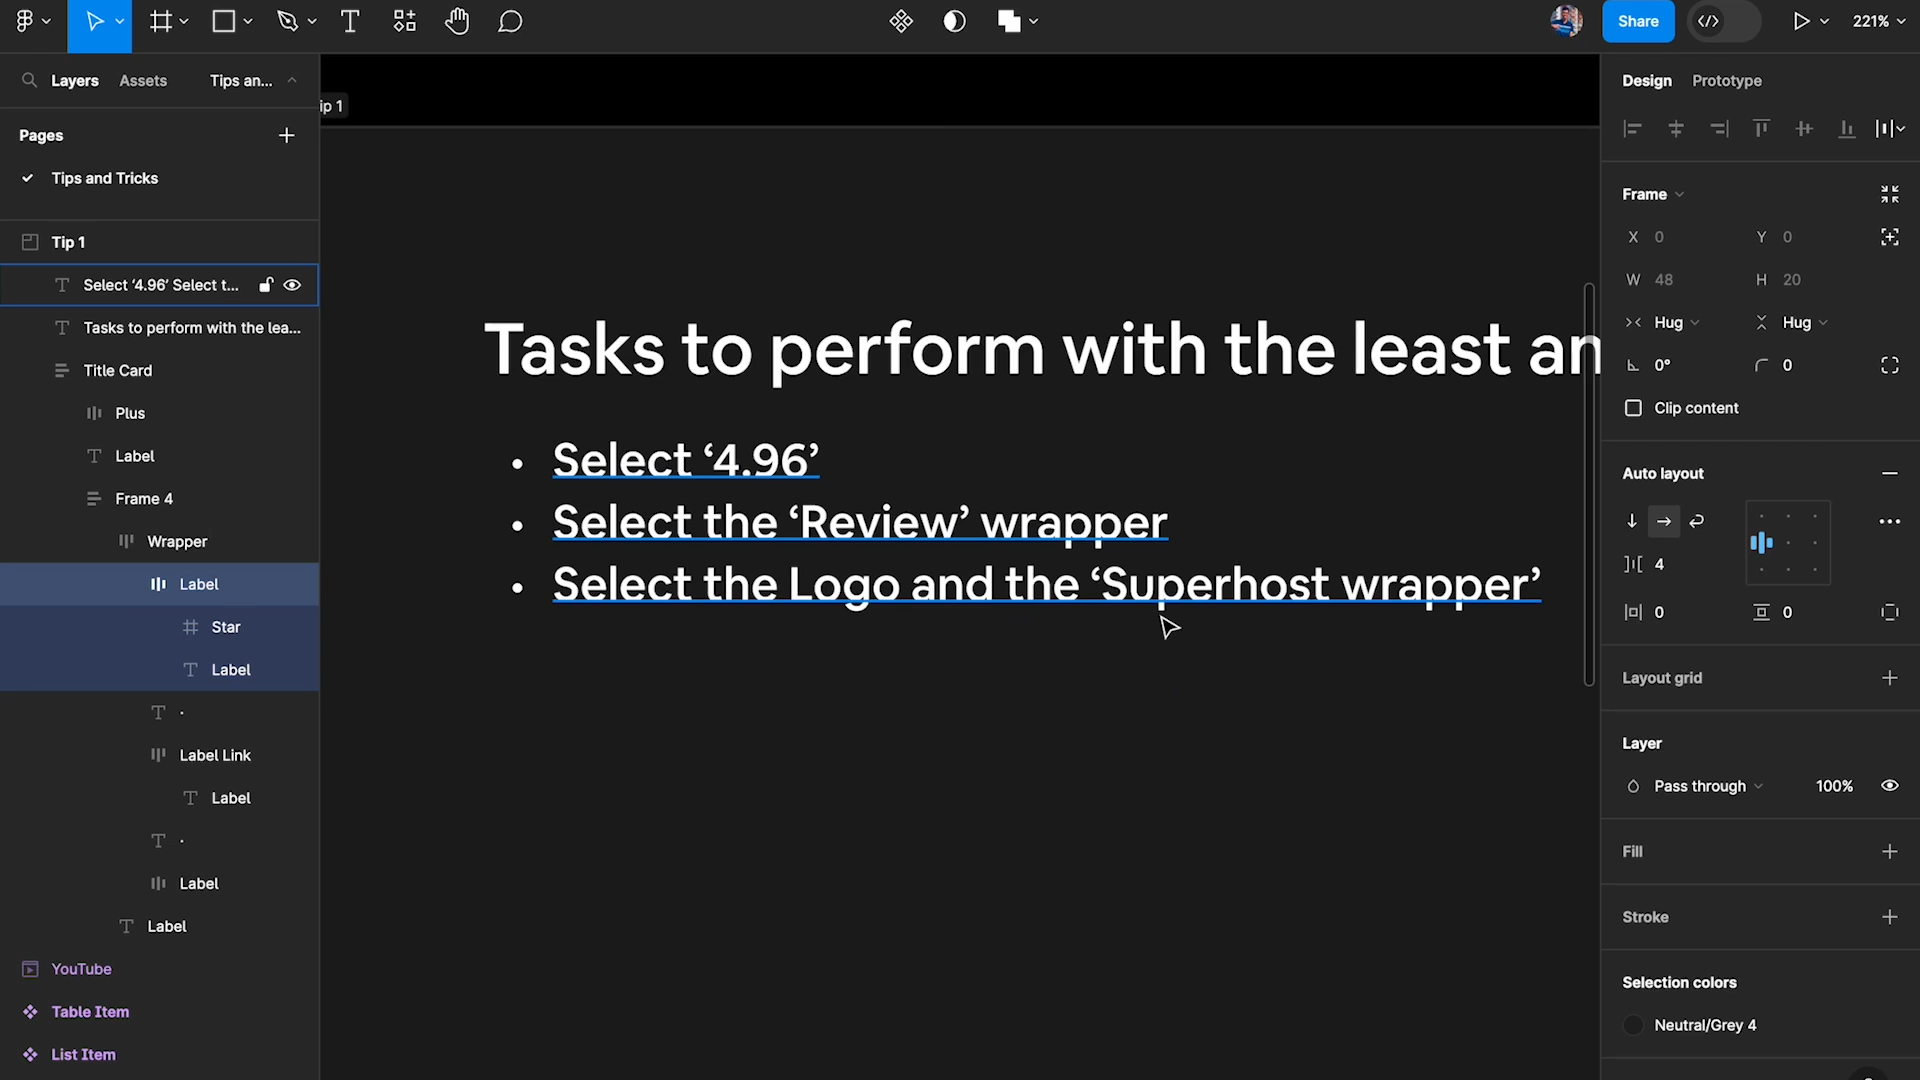 Share
221%
Layers
Assets
Tips an...
ip 1
Design
Prototype
Pages
Tips and Tricks
Frame
X 0
Y 0
Tip 1
Select ‘4.96’ Select t...
W 48
H 20
Tasks to perform with the lea...
Hug
Hug
Tasks to perform with the least an
Title Card
0°
0
Plus
Clip content
Label
• Select ‘4.96’
Auto layout
Frame 4
• Select the ‘Review’ wrapper
Wrapper
4
Label
• Select the Logo and the ‘Superhost wrapper’
0
0
Star
Label
Layout grid
.
Layer
Label Link
Pass through
100%
Label
.
Fill
Label
Stroke
Label
YouTube
Selection colors
Table Item
Neutral/Grey 4
List Item